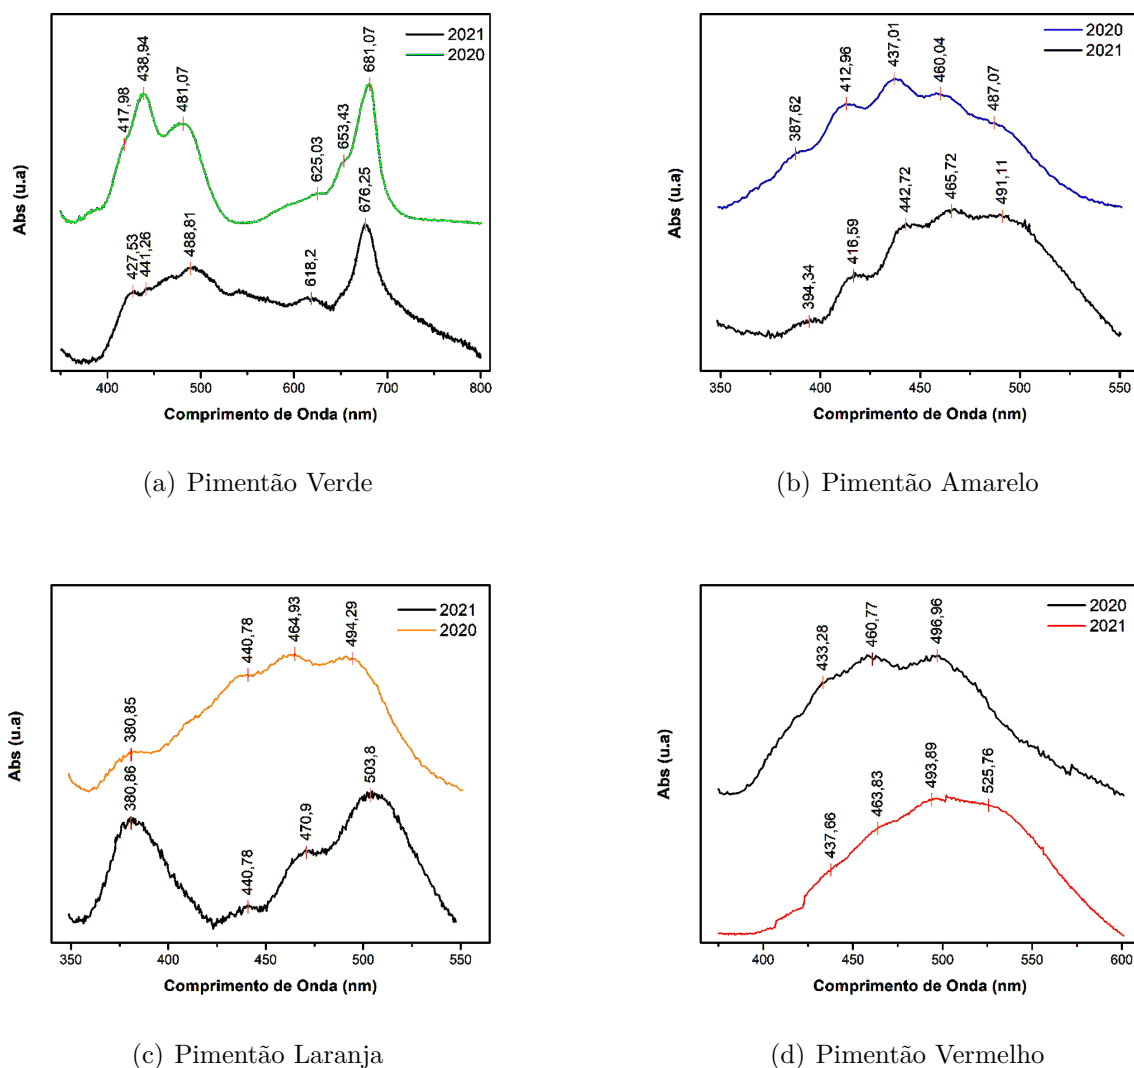 2021
2020
417,98
438,94
481,07
625,03
653,43
681,07
427,53
441,26
488,81
618,2
676,25
Abs (u.a)
400 500 600 700 800
Comprimento de Onda (nm)
(a) Pimentão Verde
2020
2021
387,62
412,96
437,01
460,04
487,07
394,34
416,59
442,72
465,72
491,11
Abs (u.a)
350 400 450 500 550
Comprimento de Onda (nm)
(b) Pimentão Amarelo
2021
2020
380,85
440,78
464,93
494,29
380,86
440,78
470,9
503,8
Abs (u.a)
350 400 450 500 550
Comprimento de Onda (nm)
(c) Pimentão Laranja
2020
2021
433,28
460,77
496,96
437,66
463,83
493,89
525,76
Abs (u.a)
400 450 500 550 600
Comprimento de Onda (nm)
(d) Pimentão Vermelho